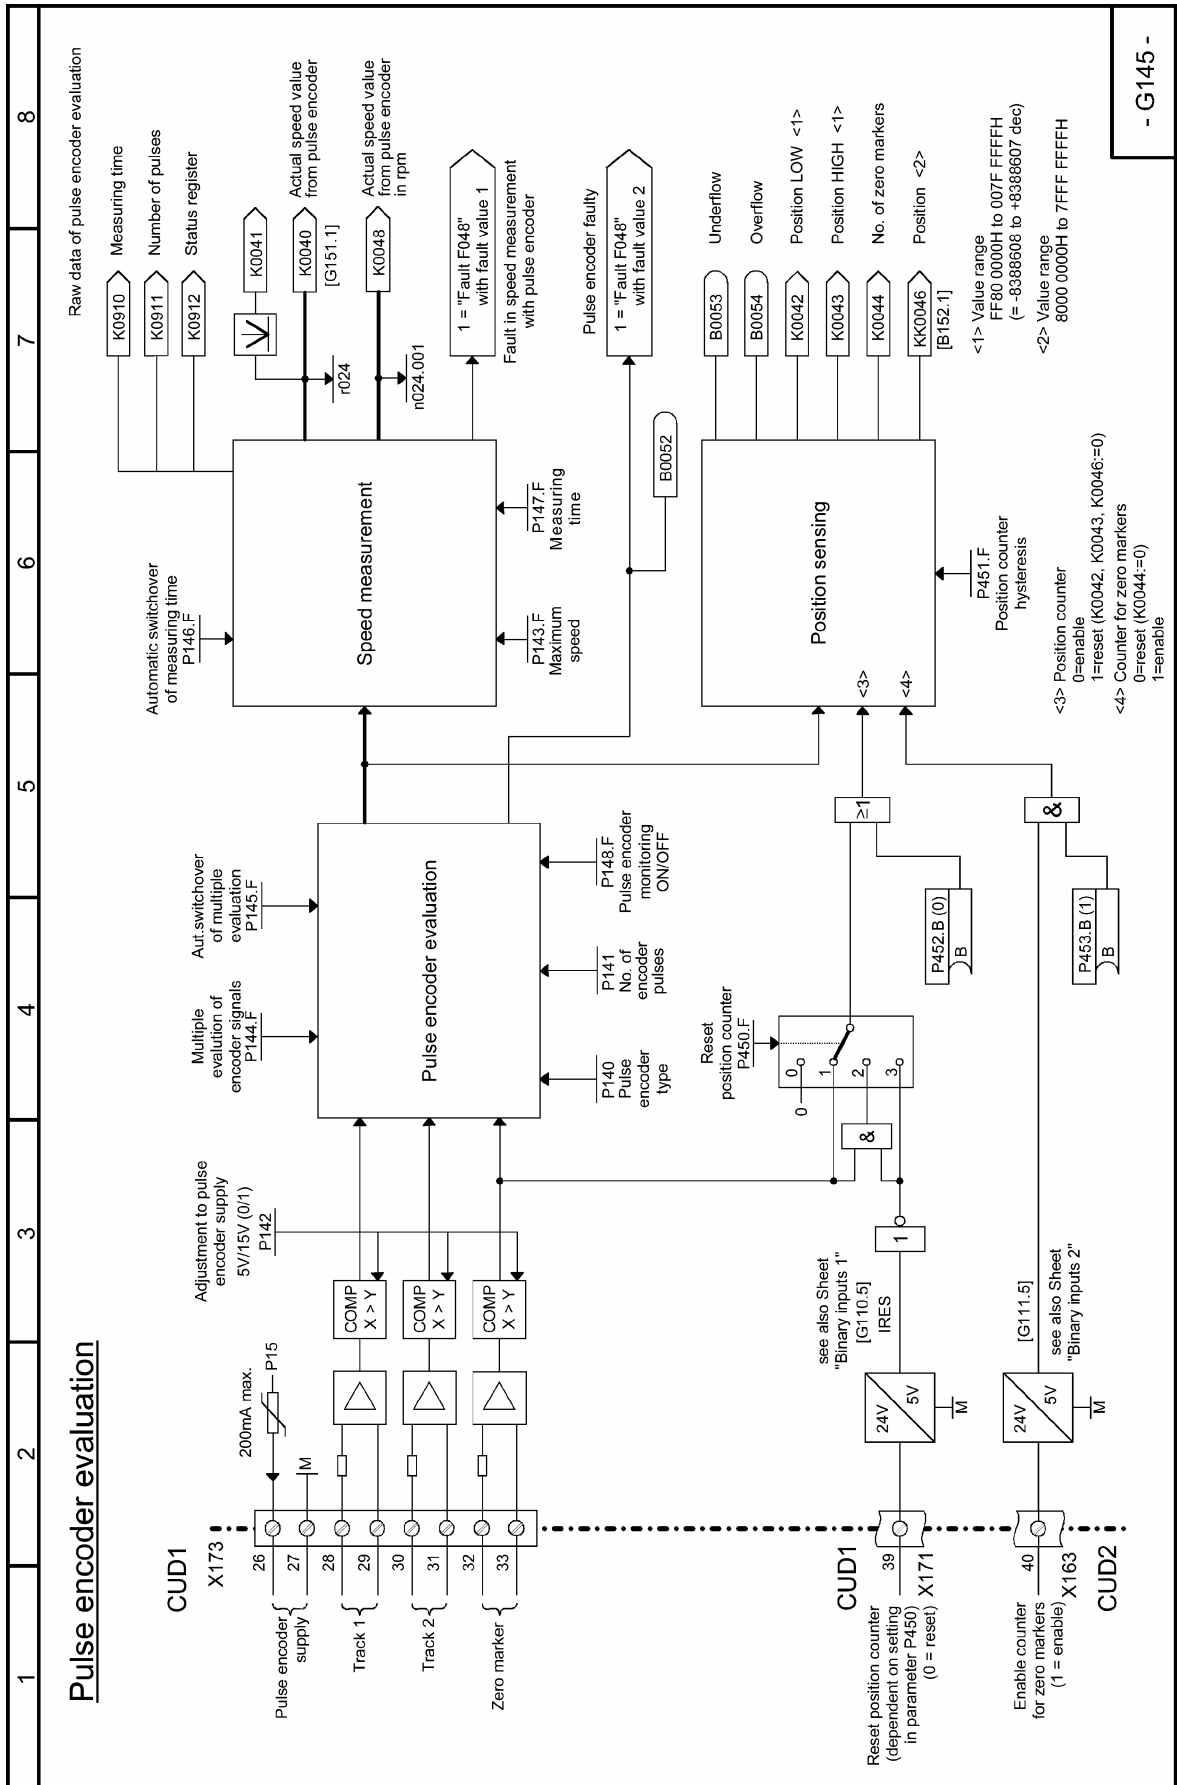 Pulse encoder evaluation
1
2
3
4
5
6
7
8
CUD1
X173
Pulse encoder
supply
Track 1
Track 2
Zero marker
26
27
28
29
30
31
32
33
200mA max.
P15
M
Adjustment to pulse
encoder supply
5V/15V (0/1)
P142
COMP
X > Y
COMP
X > Y
COMP
X > Y
Multiple
evalution of
encoder signals
P144.F
Aut.switchover
of multiple
evaluation
P145.F
Pulse encoder evaluation
P140
Pulse
encoder
type
P141
No. of
encoder
pulses
P148.F
Pulse encoder
monitoring
ON/OFF
Automatic switchover
of measuring time
P146.F
Speed measurement
P143.F
Maximum
speed
P147.F
Measuring
time
Raw data of pulse encoder evaluation
K0910
Measuring time
K0911
Number of pulses
K0912
Status register
K0041
K0040
Actual speed value
from pulse encoder
[G151.1]
r024
K0048
Actual speed value
from pulse encoder
in rpm
n024.001
1 = "Fault F048"
with fault value 1
Fault in speed measurement
with pulse encoder
Pulse encoder faulty
1 = "Fault F048"
with fault value 2
B0052
Reset
position counter
P450.F
0
0
1
2
3
&
1
≥1
P452.B (0)
B
&
P453.B (1)
B
Position sensing
<3>
<4>
P451.F
Position counter
hysteresis
B0053
Underflow
B0054
Overflow
K0042
Position LOW <1>
K0043
Position HIGH <1>
K0044
No. of zero markers
KK0046
Position <2>
[B152.1]
<1> Value range
FF80 0000H to 007F FFFFH
(= -8388608 to +8388607 dec)
<2> Value range
8000 0000H to 7FFF FFFFH
<3> Position counter
0=enable
1=reset (K0042, K0043, K0046:=0)
<4> Counter for zero markers
0=reset (K0044:=0)
1=enable
CUD1
39
X171
Reset position counter
(dependent on setting
in parameter P450)
(0 = reset)
24V
5V
M
see also Sheet
"Binary inputs 1"
[G110.5]
IRES
40
X163
CUD2
Enable counter
for zero markers
(1 = enable)
24V
5V
M
[G111.5]
see also Sheet
"Binary inputs 2"
- G145 -